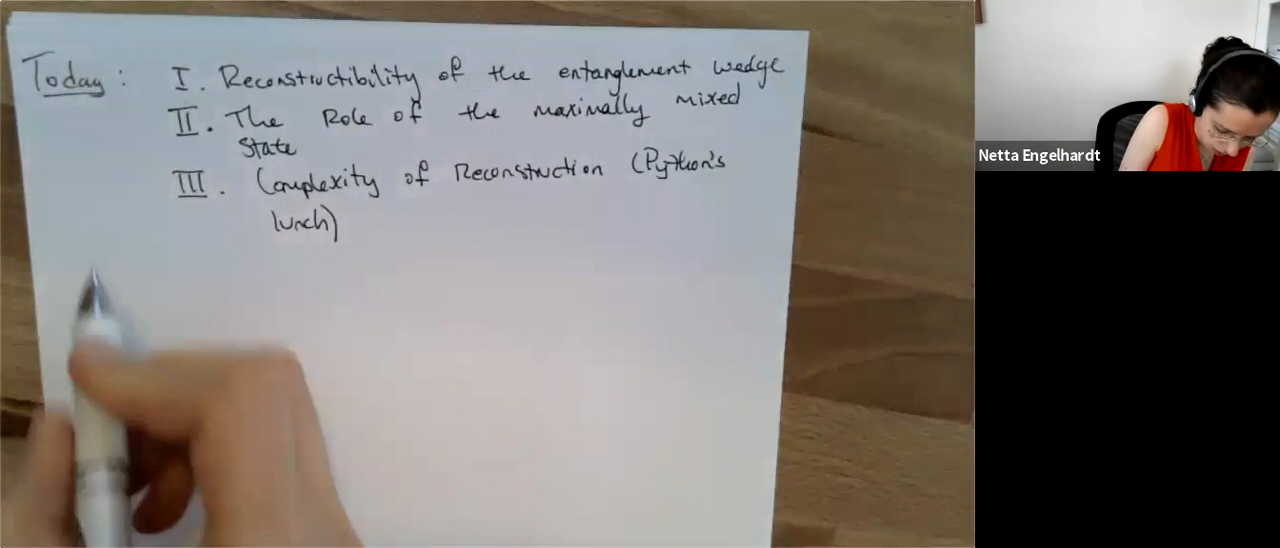 Today : I. Reconstructibility of the entanglement wedge
II. The Role of the maximally mixed
state
III. Complexity of Reconstruction (Python's
lunch)
Netta Engelhardt